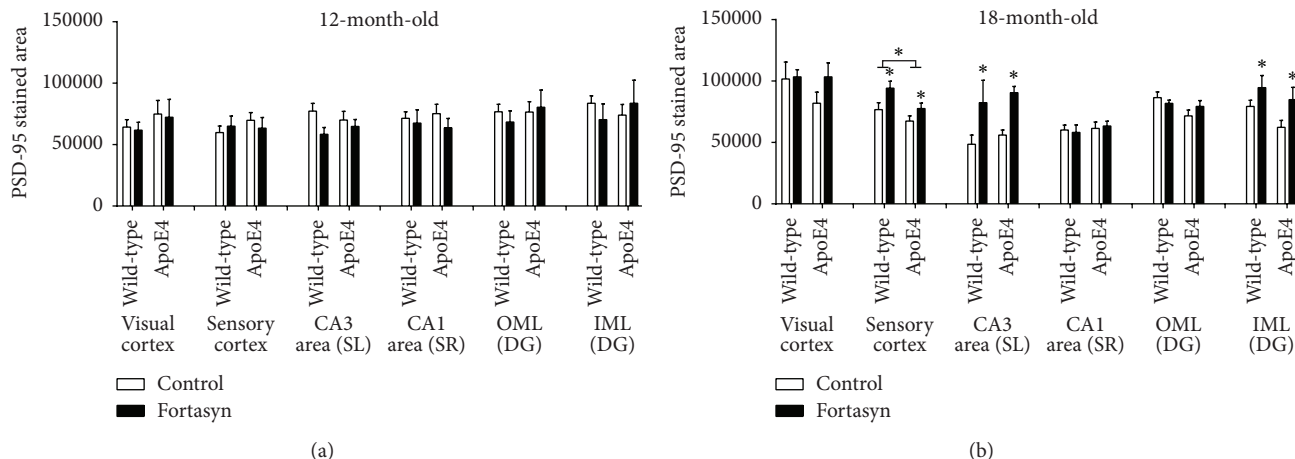 12-month-old
PSD-95 stained area
150000
100000
50000
0
Wild-type
ApoE4
Wild-type
ApoE4
Wild-type
ApoE4
Wild-type
ApoE4
Wild-type
ApoE4
Wild-type
ApoE4
Visual
cortex
Sensory
cortex
CA3
area (SL)
CA1
area (SR)
OML
(DG)
IML
(DG)
Control
Fortasyn
(a)
18-month-old
PSD-95 stained area
150000
100000
50000
0
*
*
*
*
*
*
*
Wild-type
ApoE4
Wild-type
ApoE4
Wild-type
ApoE4
Wild-type
ApoE4
Wild-type
ApoE4
Wild-type
ApoE4
Visual
cortex
Sensory
cortex
CA3
area (SL)
CA1
area (SR)
OML
(DG)
IML
(DG)
Control
Fortasyn
(b)